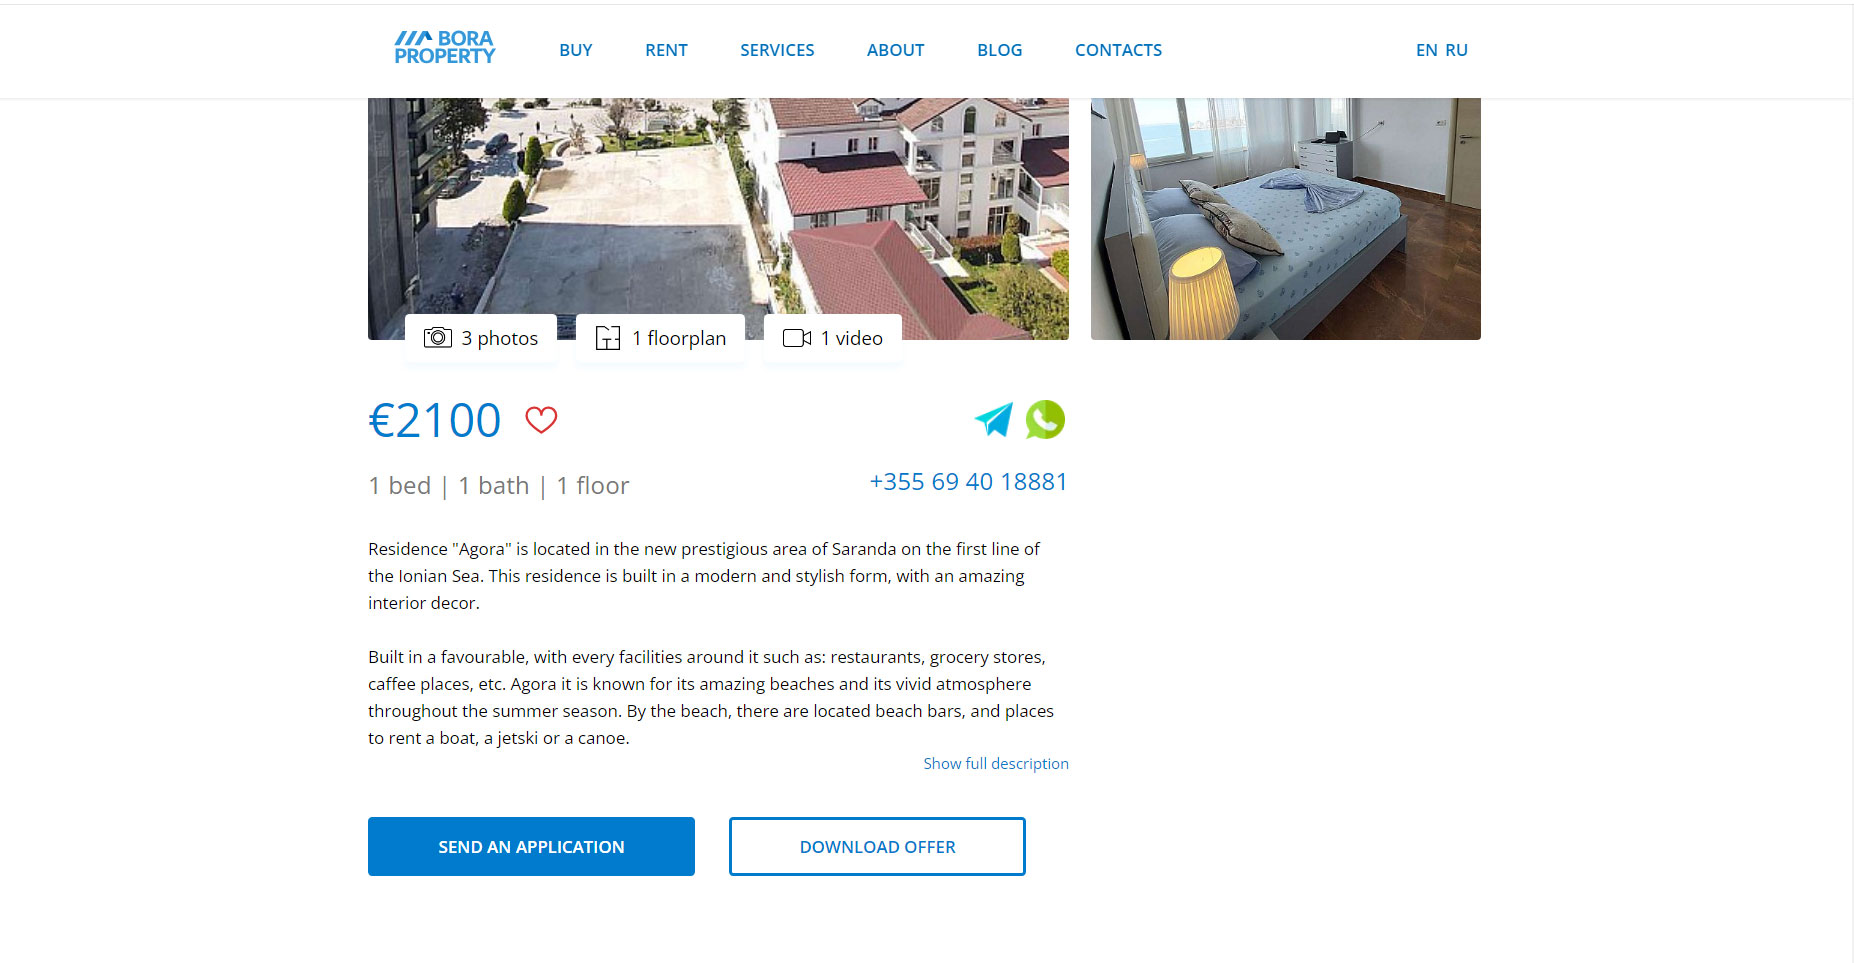 BORA
PROPERTY
BUY
RENT
SERVICES
ABOUT
BLOG
CONTACTS
EN RU
3 photos
1 floorplan
1 video
€2100
1 bed | 1 bath | 1 floor
+355 69 40 18881
Residence "Agora" is located in the new prestigious area of Saranda on the first line of
the Ionian Sea. This residence is built in a modern and stylish form, with an amazing
interior decor.
Built in a favourable, with every facilities around it such as: restaurants, grocery stores,
caffee places, etc. Agora it is known for its amazing beaches and its vivid atmosphere
throughout the summer season. By the beach, there are located beach bars, and places
to rent a boat, a jetski or a canoe.
Show full description
SEND AN APPLICATION
DOWNLOAD OFFER